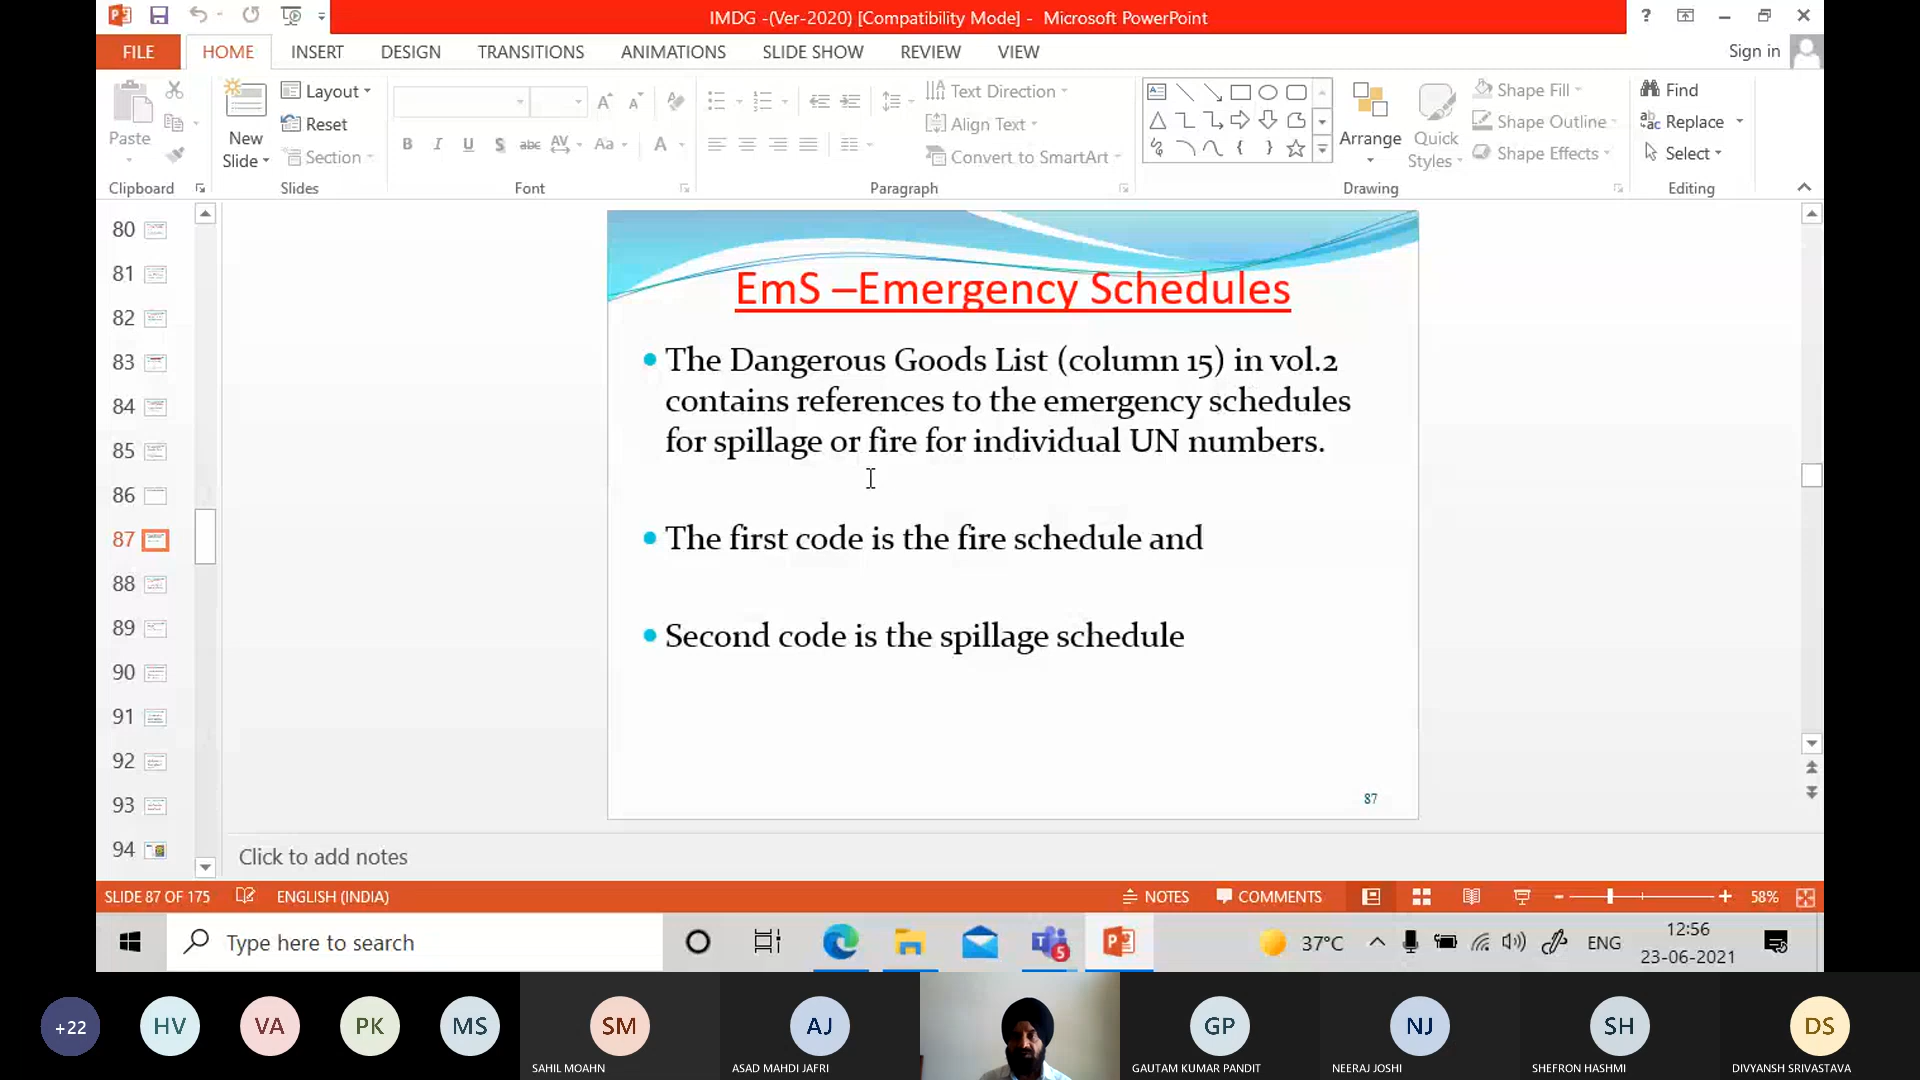 IMDG -(Ver-2020) [Compatibility Mode] - Microsoft PowerPoint
?
FILE HOME INSERT DESIGN TRANSITIONS ANIMATIONS SLIDE SHOW REVIEW VIEW Sign in
Paste
Clipboard
New
Slide
Layout
Reset
Section
Slides
B I U S abc AV Aa A
Font
Text Direction
Align Text
Convert to SmartArt
Paragraph
Arrange
Quick
Styles
Shape Fill
Shape Outline
Shape Effects
Drawing
Find
Replace
Select
Editing
80
81
82
83
84
85
86
87
88
89
90
91
92
93
94
EmS –Emergency Schedules
The Dangerous Goods List (column 15) in vol.2
contains references to the emergency schedules
for spillage or fire for individual UN numbers.
The first code is the fire schedule and
Second code is the spillage schedule
87
Click to add notes
SLIDE 87 OF 175 ENGLISH (INDIA) NOTES COMMENTS 58%
Type here to search
5
37°C ENG
12:56
23-06-2021
+22 HV VA PK MS SM AJ GP NJ SH DS
SAHIL MOAHN ASAD MAHDI JAFRI GAUTAM KUMAR PANDIT NEERAJ JOSHI SHEFRON HASHMI DIVYANSH SRIVASTAVA